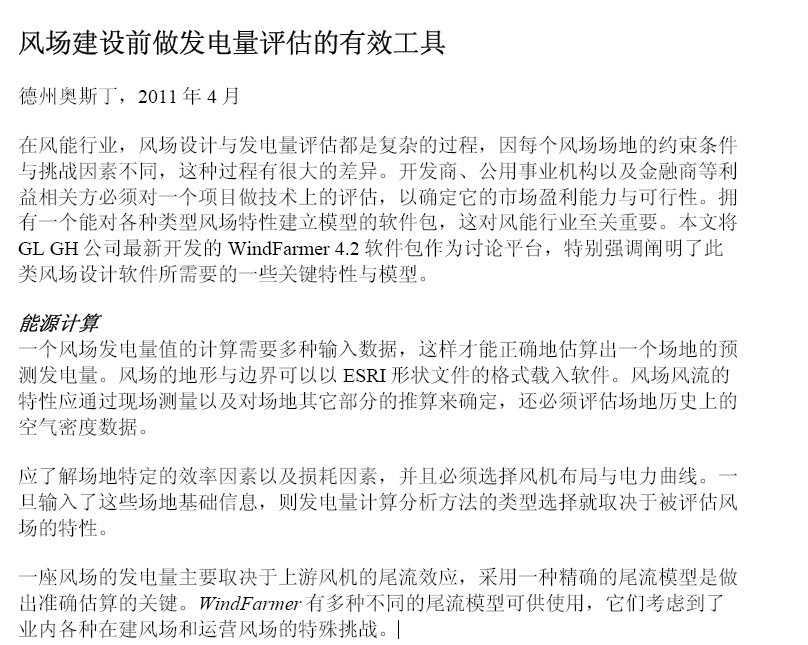 风场建设前做发电量评估的有效工具
德州奥斯丁，2011 年 4 月
在风能行业，风场设计与发电量评估都是复杂的过程，因每个风场场地的约束条件
与挑战因素不同，这种过程有很大的差异。开发商、公用事业机构以及金融商等利
益相关方必须对一个项目做技术上的评估，以确定它的市场盈利能力与可行性。拥
有一个能对各种类型风场特性建立模型的软件包，这对风能行业至关重要。本文将
GL GH 公司最新开发的 WindFarmer 4.2 软件包作为讨论平台，特别强调阐明了此
类风场设计软件所需要的一些关键特性与模型。
能源计算
一个风场发电量值的计算需要多种输入数据，这样才能正确地估算出一个场地的预
测发电量。风场的地形与边界可以以 ESRI 形状文件的格式载入软件。风场风流的
特性应通过现场测量以及对场地其它部分的推算来确定，还必须评估场地历史上的
空气密度数据。
应了解场地特定的效率因素以及损耗因素，并且必须选择风机布局与电力曲线。一
旦输入了这些场地基础信息，则发电量计算分析方法的类型选择就取决于被评估风
场的特性。
一座风场的发电量主要取决于上游风机的尾流效应，采用一种精确的尾流模型是做
出准确估算的关键。WindFarmer 有多种不同的尾流模型可供使用，它们考虑到了
业内各种在建风场和运营风场的特殊挑战。